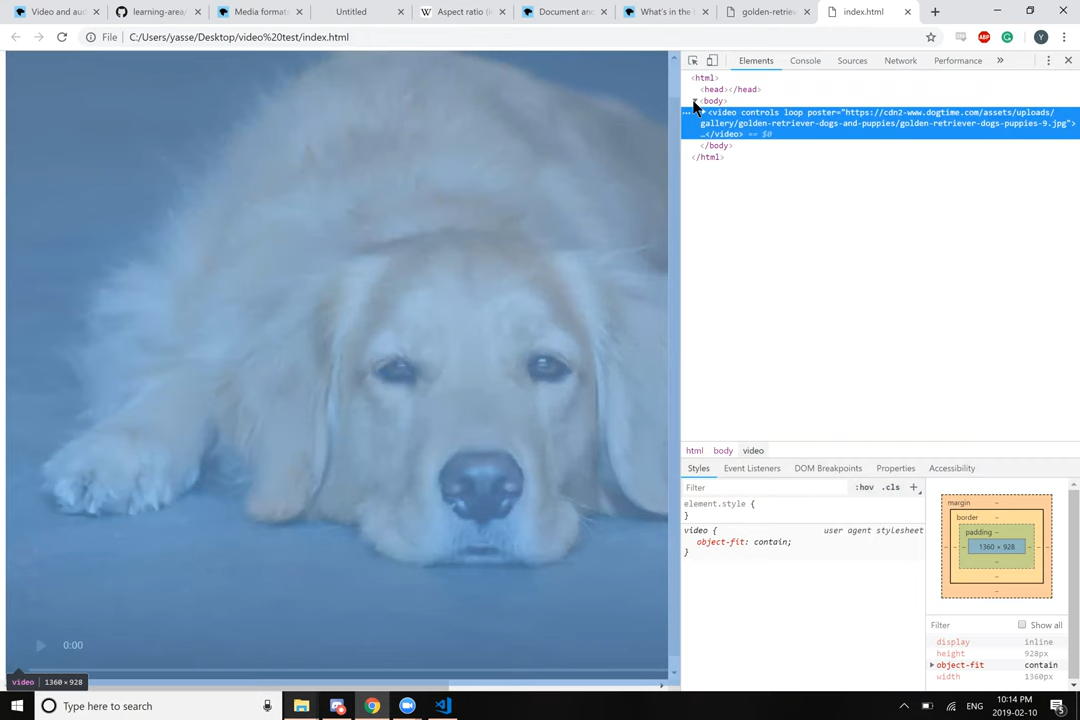 Video and aud
learning-area/
Media formats
Untitled
Aspect ratio (i
Document and
What's in the
golden-retriev
index.html
File
C:/Users/yasse/Desktop/video%20test/index.html
ABP
G
Y
Elements
Console
Sources
Network
Performance
»
<html>
<head></head>
<body>
… <video controls loop poster="https://cdn2-www.dogtime.com/assets/uploads/
gallery/golden-retriever-dogs-and-puppies/golden-retriever-dogs-puppies-9.jpg">
…</video> == $0
</body>
</html>
html
body
video
Styles
Event Listeners
DOM Breakpoints
Properties
Accessibility
Filter
:hov
.cls
+
element.style {
}
video {
user agent stylesheet
object-fit: contain;
}
margin
–
border
–
padding
–
1360 × 928
–
–
–
Filter
Show all
display
inline
height
928px
object-fit
contain
width
1360px
0:00
video
1360 × 928
Type here to search
ENG
10:14 PM
2019-02-10
5